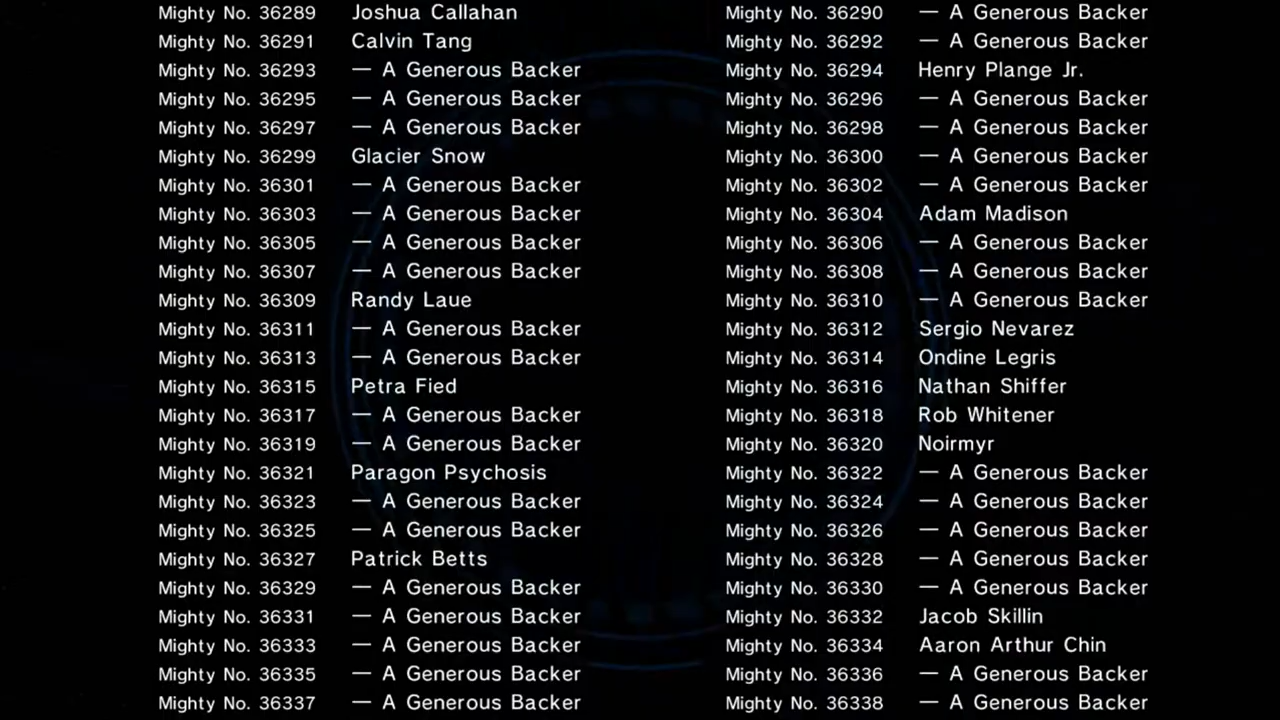 Mighty No. 36289 Joshua Callahan Mighty No. 36290 — A Generous Backer
Mighty No. 36291 Calvin Tang Mighty No. 36292 — A Generous Backer
Mighty No. 36293 — A Generous Backer Mighty No. 36294 Henry Plange Jr.
Mighty No. 36295 — A Generous Backer Mighty No. 36296 — A Generous Backer
Mighty No. 36297 — A Generous Backer Mighty No. 36298 — A Generous Backer
Mighty No. 36299 Glacier Snow Mighty No. 36300 — A Generous Backer
Mighty No. 36301 — A Generous Backer Mighty No. 36302 — A Generous Backer
Mighty No. 36303 — A Generous Backer Mighty No. 36304 Adam Madison
Mighty No. 36305 — A Generous Backer Mighty No. 36306 — A Generous Backer
Mighty No. 36307 — A Generous Backer Mighty No. 36308 — A Generous Backer
Mighty No. 36309 Randy Laue Mighty No. 36310 — A Generous Backer
Mighty No. 36311 — A Generous Backer Mighty No. 36312 Sergio Nevarez
Mighty No. 36313 — A Generous Backer Mighty No. 36314 Ondine Legris
Mighty No. 36315 Petra Fied Mighty No. 36316 Nathan Shiffer
Mighty No. 36317 — A Generous Backer Mighty No. 36318 Rob Whitener
Mighty No. 36319 — A Generous Backer Mighty No. 36320 Noirmyr
Mighty No. 36321 Paragon Psychosis Mighty No. 36322 — A Generous Backer
Mighty No. 36323 — A Generous Backer Mighty No. 36324 — A Generous Backer
Mighty No. 36325 — A Generous Backer Mighty No. 36326 — A Generous Backer
Mighty No. 36327 Patrick Betts Mighty No. 36328 — A Generous Backer
Mighty No. 36329 — A Generous Backer Mighty No. 36330 — A Generous Backer
Mighty No. 36331 — A Generous Backer Mighty No. 36332 Jacob Skillin
Mighty No. 36333 — A Generous Backer Mighty No. 36334 Aaron Arthur Chin
Mighty No. 36335 — A Generous Backer Mighty No. 36336 — A Generous Backer
Mighty No. 36337 — A Generous Backer Mighty No. 36338 — A Generous Backer